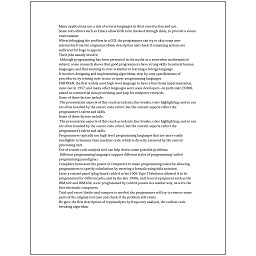 Many applications use a mix of several languages in their construction and use.
Some text editors such as Emacs allow GDB to be invoked through them, to provide a visual
environment.
When debugging the problem in a GUI, the programmer can try to skip some user
interaction from the original problem description and check if remaining actions are
sufficient for bugs to appear.
Their jobs usually involve:
Although programming has been presented in the media as a somewhat mathematical
subject, some research shows that good programmers have strong skills in natural human
languages, and that learning to code is similar to learning a foreign language.
It involves designing and implementing algorithms, step-by-step specifications of
procedures, by writing code in one or more programming languages.
FORTRAN, the first widely used high-level language to have a functional implementation,
came out in 1957, and many other languages were soon developed—in particular, COBOL
aimed at commercial data processing, and Lisp for computer research.
Some of these factors include:
The presentation aspects of this (such as indents, line breaks, color highlighting, and so on)
are often handled by the source code editor, but the content aspects reflect the
programmer's talent and skills.
Some of these factors include:
The presentation aspects of this (such as indents, line breaks, color highlighting, and so on)
are often handled by the source code editor, but the content aspects reflect the
programmer's talent and skills.
Programmers typically use high-level programming languages that are more easily
intelligible to humans than machine code, which is directly executed by the central
processing unit.
Use of a static code analysis tool can help detect some possible problems.
Different programming languages support different styles of programming (called
programming paradigms).
Compilers harnessed the power of computers to make programming easier by allowing
programmers to specify calculations by entering a formula using infix notation.
Later a control panel (plug board) added to his 1906 Type I Tabulator allowed it to be
programmed for different jobs, and by the late 1940s, unit record equipment such as the
IBM 602 and IBM 604, were programmed by control panels in a similar way, as were the
first electronic computers.
Trial-and-error/divide-and-conquer is needed: the programmer will try to remove some
parts of the original test case and check if the problem still exists.
He gave the first description of cryptanalysis by frequency analysis, the earliest code-
breaking algorithm.